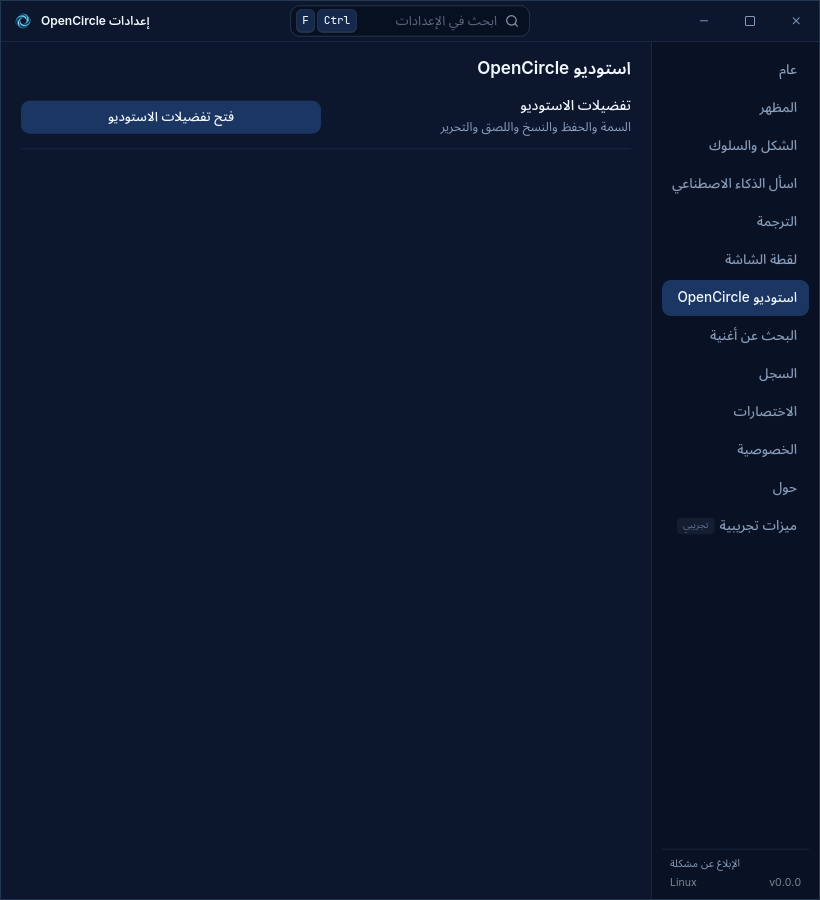 إعدادات OpenCircle
ابحث في الإعدادات
Ctrl F
عام
المظهر
الشكل والسلوك
اسأل الذكاء الاصطناعي
الترجمة
لقطة الشاشة
استوديو OpenCircle
البحث عن أغنية
السجل
الاختصارات
الخصوصية
حول
ميزات تجريبية تجريبي
الإبلاغ عن مشكلة
v0.0.0 Linux
استوديو OpenCircle
تفضيلات الاستوديو
السمة والحفظ والنسخ واللصق والتحرير
فتح تفضيلات الاستوديو